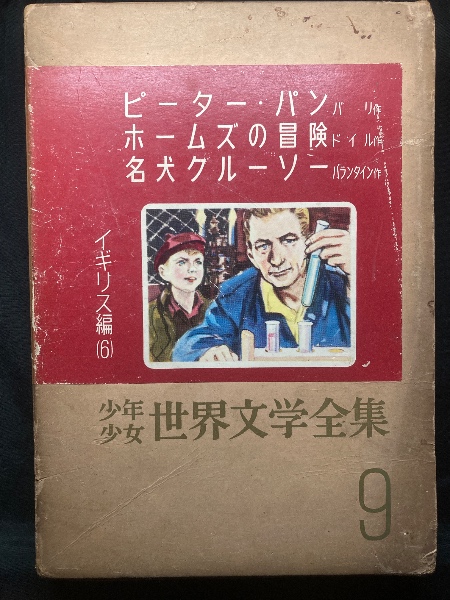 ピーター・パン バリ作
ホームズの冒険 ドイル作
名犬クルーソー バランタイン作
イギリス編(6)
少年少女 世界文学全集
9